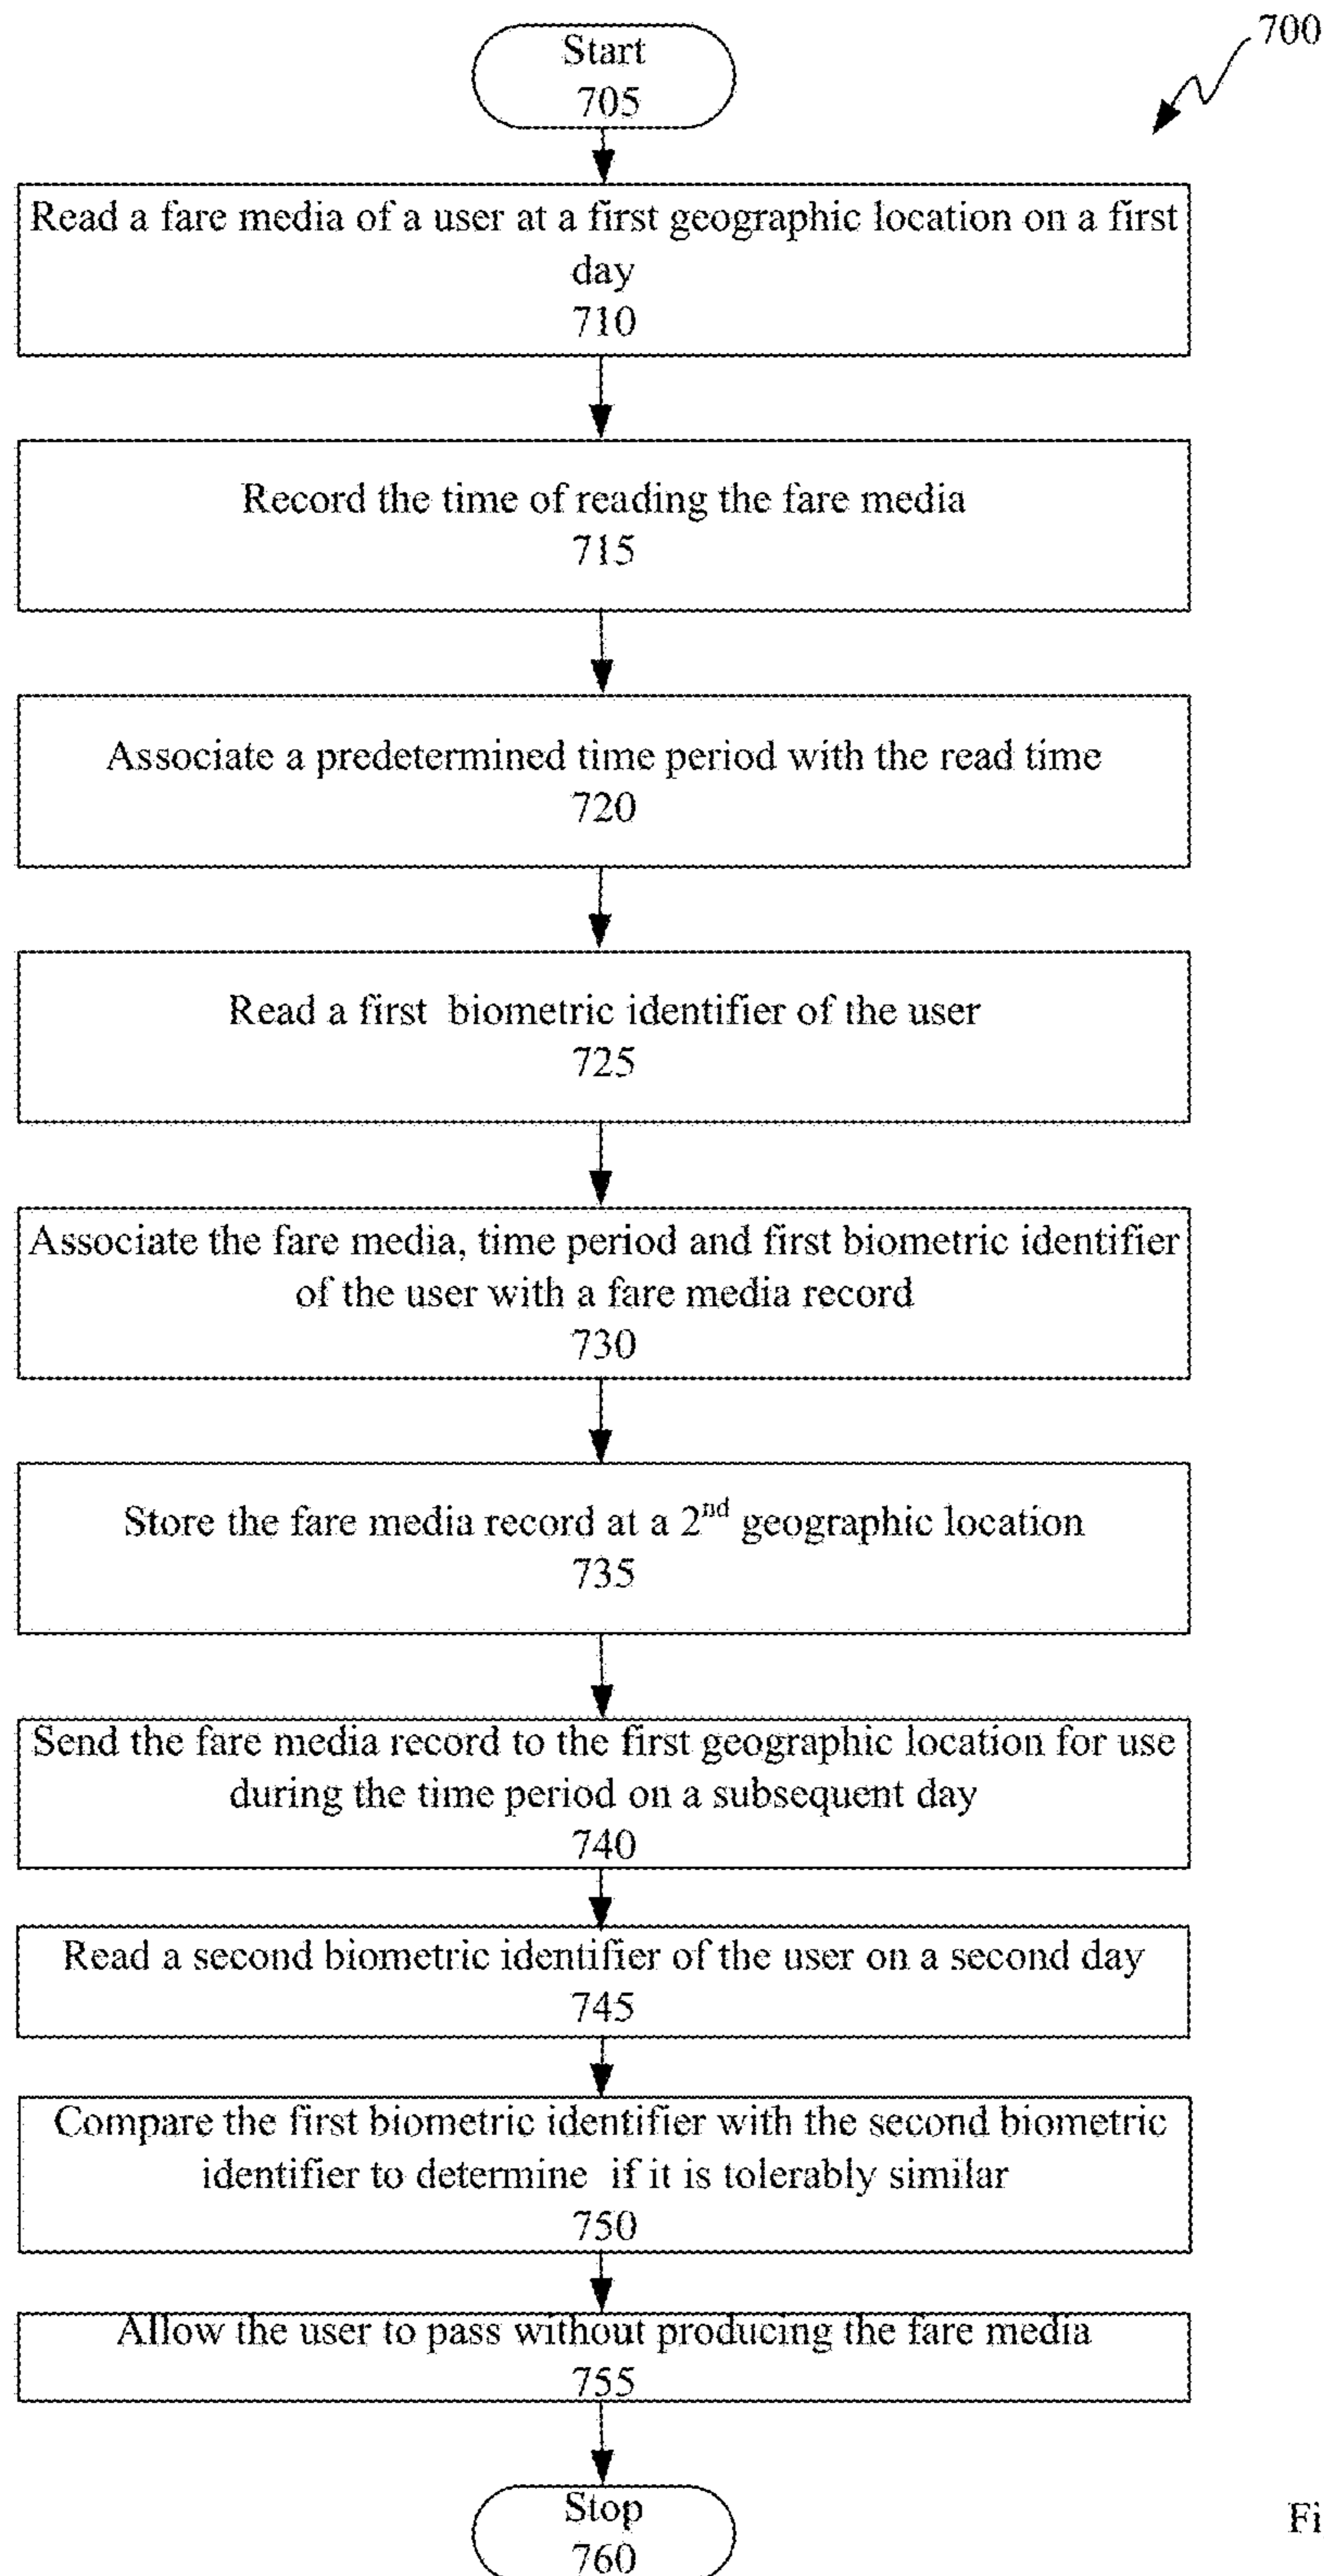 700
Start
705
Read a fare media of a user at a first geographic location on a first
day
710
Record the time of reading the fare media
715
Associate a predetermined time period with the read time
720
Read a first biometric identifier of the user
725
Associate the fare media, time period and first biometric identifier
of the user with a fare media record
730
Store the fare media record at a 2nd geographic location
735
Send the fare media record to the first geographic location for use
during the time period on a subsequent day
740
Read a second biometric identifier of the user on a second day
745
Compare the first biometric identifier with the second biometric
identifier to determine if it is tolerably similar
750
Allow the user to pass without producing the fare media
755
Stop
760
Fi